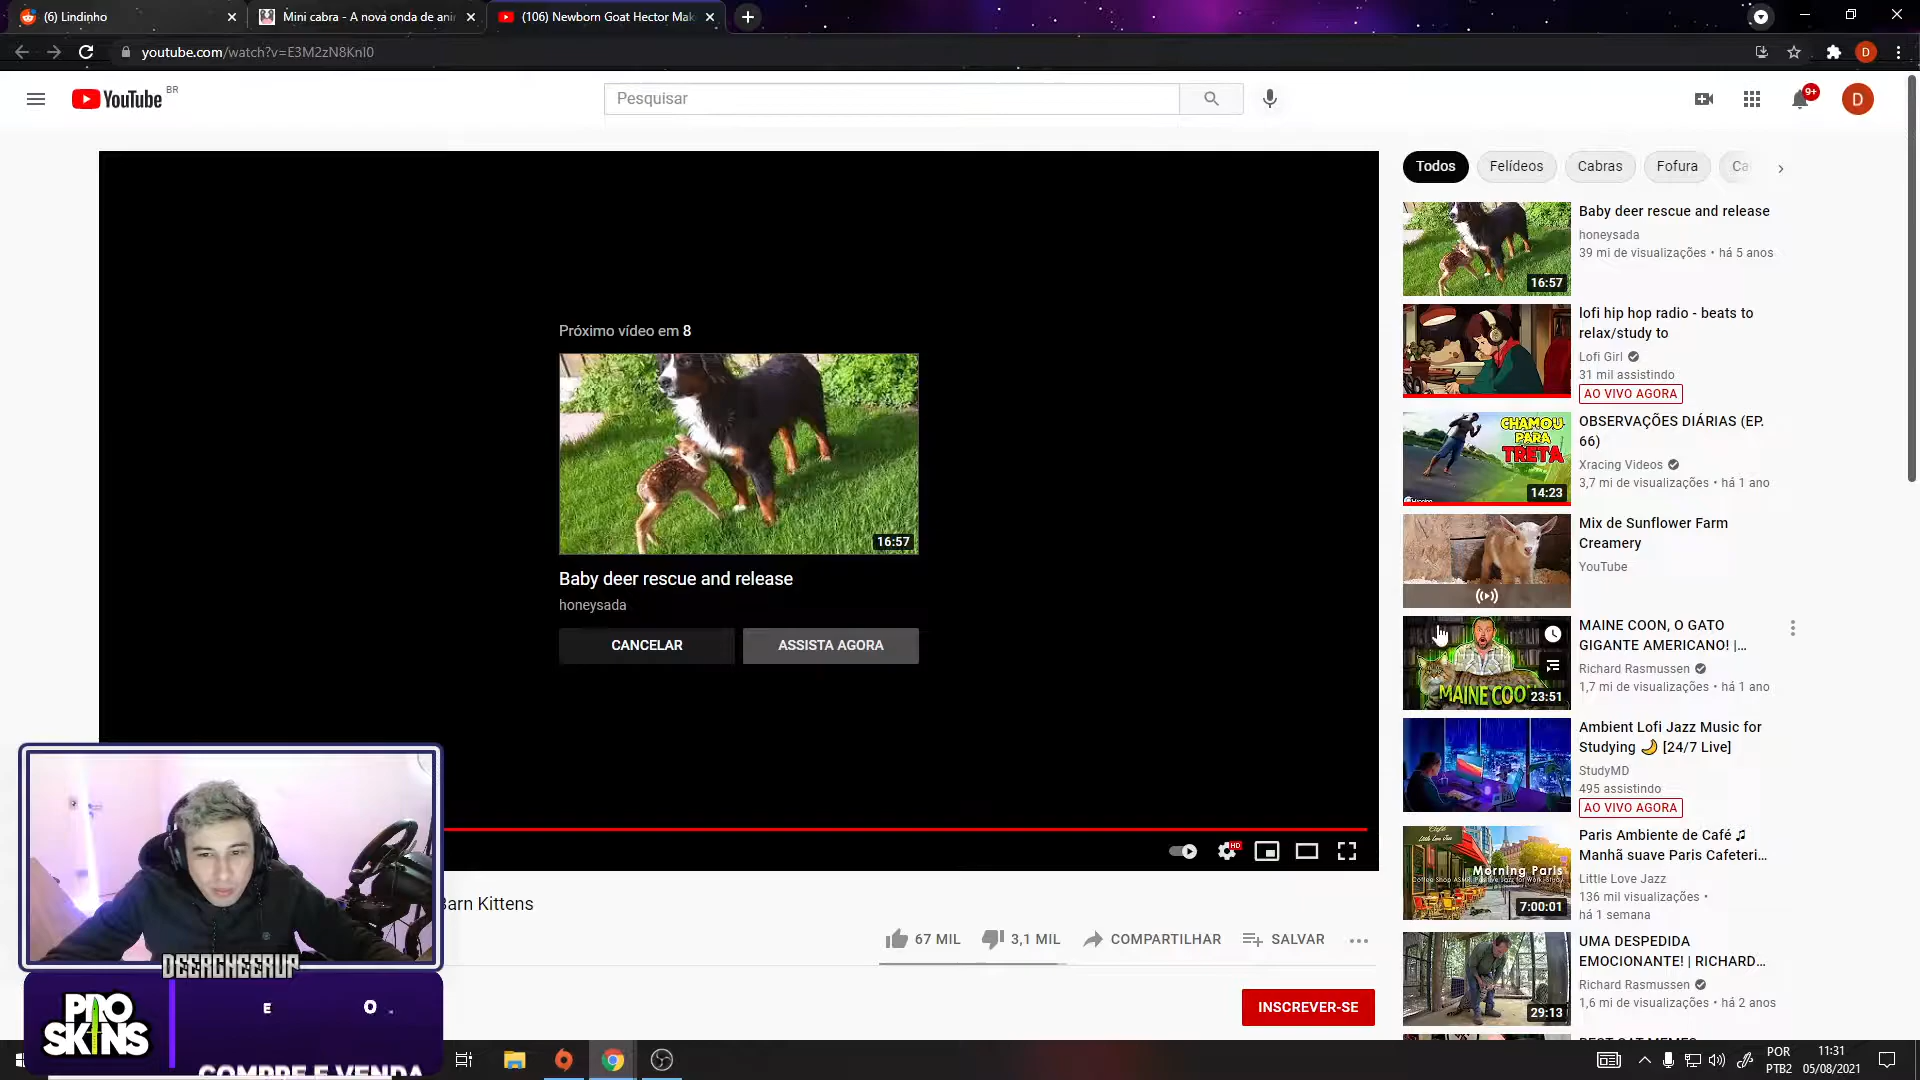 (6) Lindinho
Mini cabra - A nova onda de ani
(106) Newborn Goat Hector Mak
youtube.com/watch?v=E3M2zN8KnI0
D
YouTube BR
Pesquisar
9+
D
Próximo vídeo em 8
16:57
Baby deer rescue and release
honeysada
CANCELAR
ASSISTA AGORA
HD
Barn Kittens
67 MIL
3,1 MIL
COMPARTILHAR
SALVAR
INSCREVER-SE
Todos
Felídeos
Cabras
Fofura
Ca
16:57
Baby deer rescue and release
honeysada
39 mi de visualizações • há 5 anos
lofi hip hop radio - beats to
relax/study to
Lofi Girl
31 mil assistindo
AO VIVO AGORA
CHAMOU
PARA
TRETA
14:23
OBSERVAÇÕES DIÁRIAS (EP.
66)
Xracing Videos
3,7 mi de visualizações • há 1 ano
Mix de Sunflower Farm
Creamery
YouTube
MAINE COON
23:51
MAINE COON, O GATO
GIGANTE AMERICANO! |...
Richard Rasmussen
1,7 mi de visualizações • há 1 ano
Ambient Lofi Jazz Music for
Studying 🌙 [24/7 Live]
StudyMD
495 assistindo
AO VIVO AGORA
Morning Paris
7:00:01
Paris Ambiente de Café ♫
Manhã suave Paris Cafeteri...
Little Love Jazz
136 mil visualizações •
há 1 semana
29:13
UMA DESPEDIDA
EMOCIONANTE! | RICHARD...
Richard Rasmussen
1,6 mi de visualizações • há 2 anos
DEERCHEERUP
PRO
SKINS
E O.
COMPRE E VENDA
POR
PTB2
11:31
05/08/2021